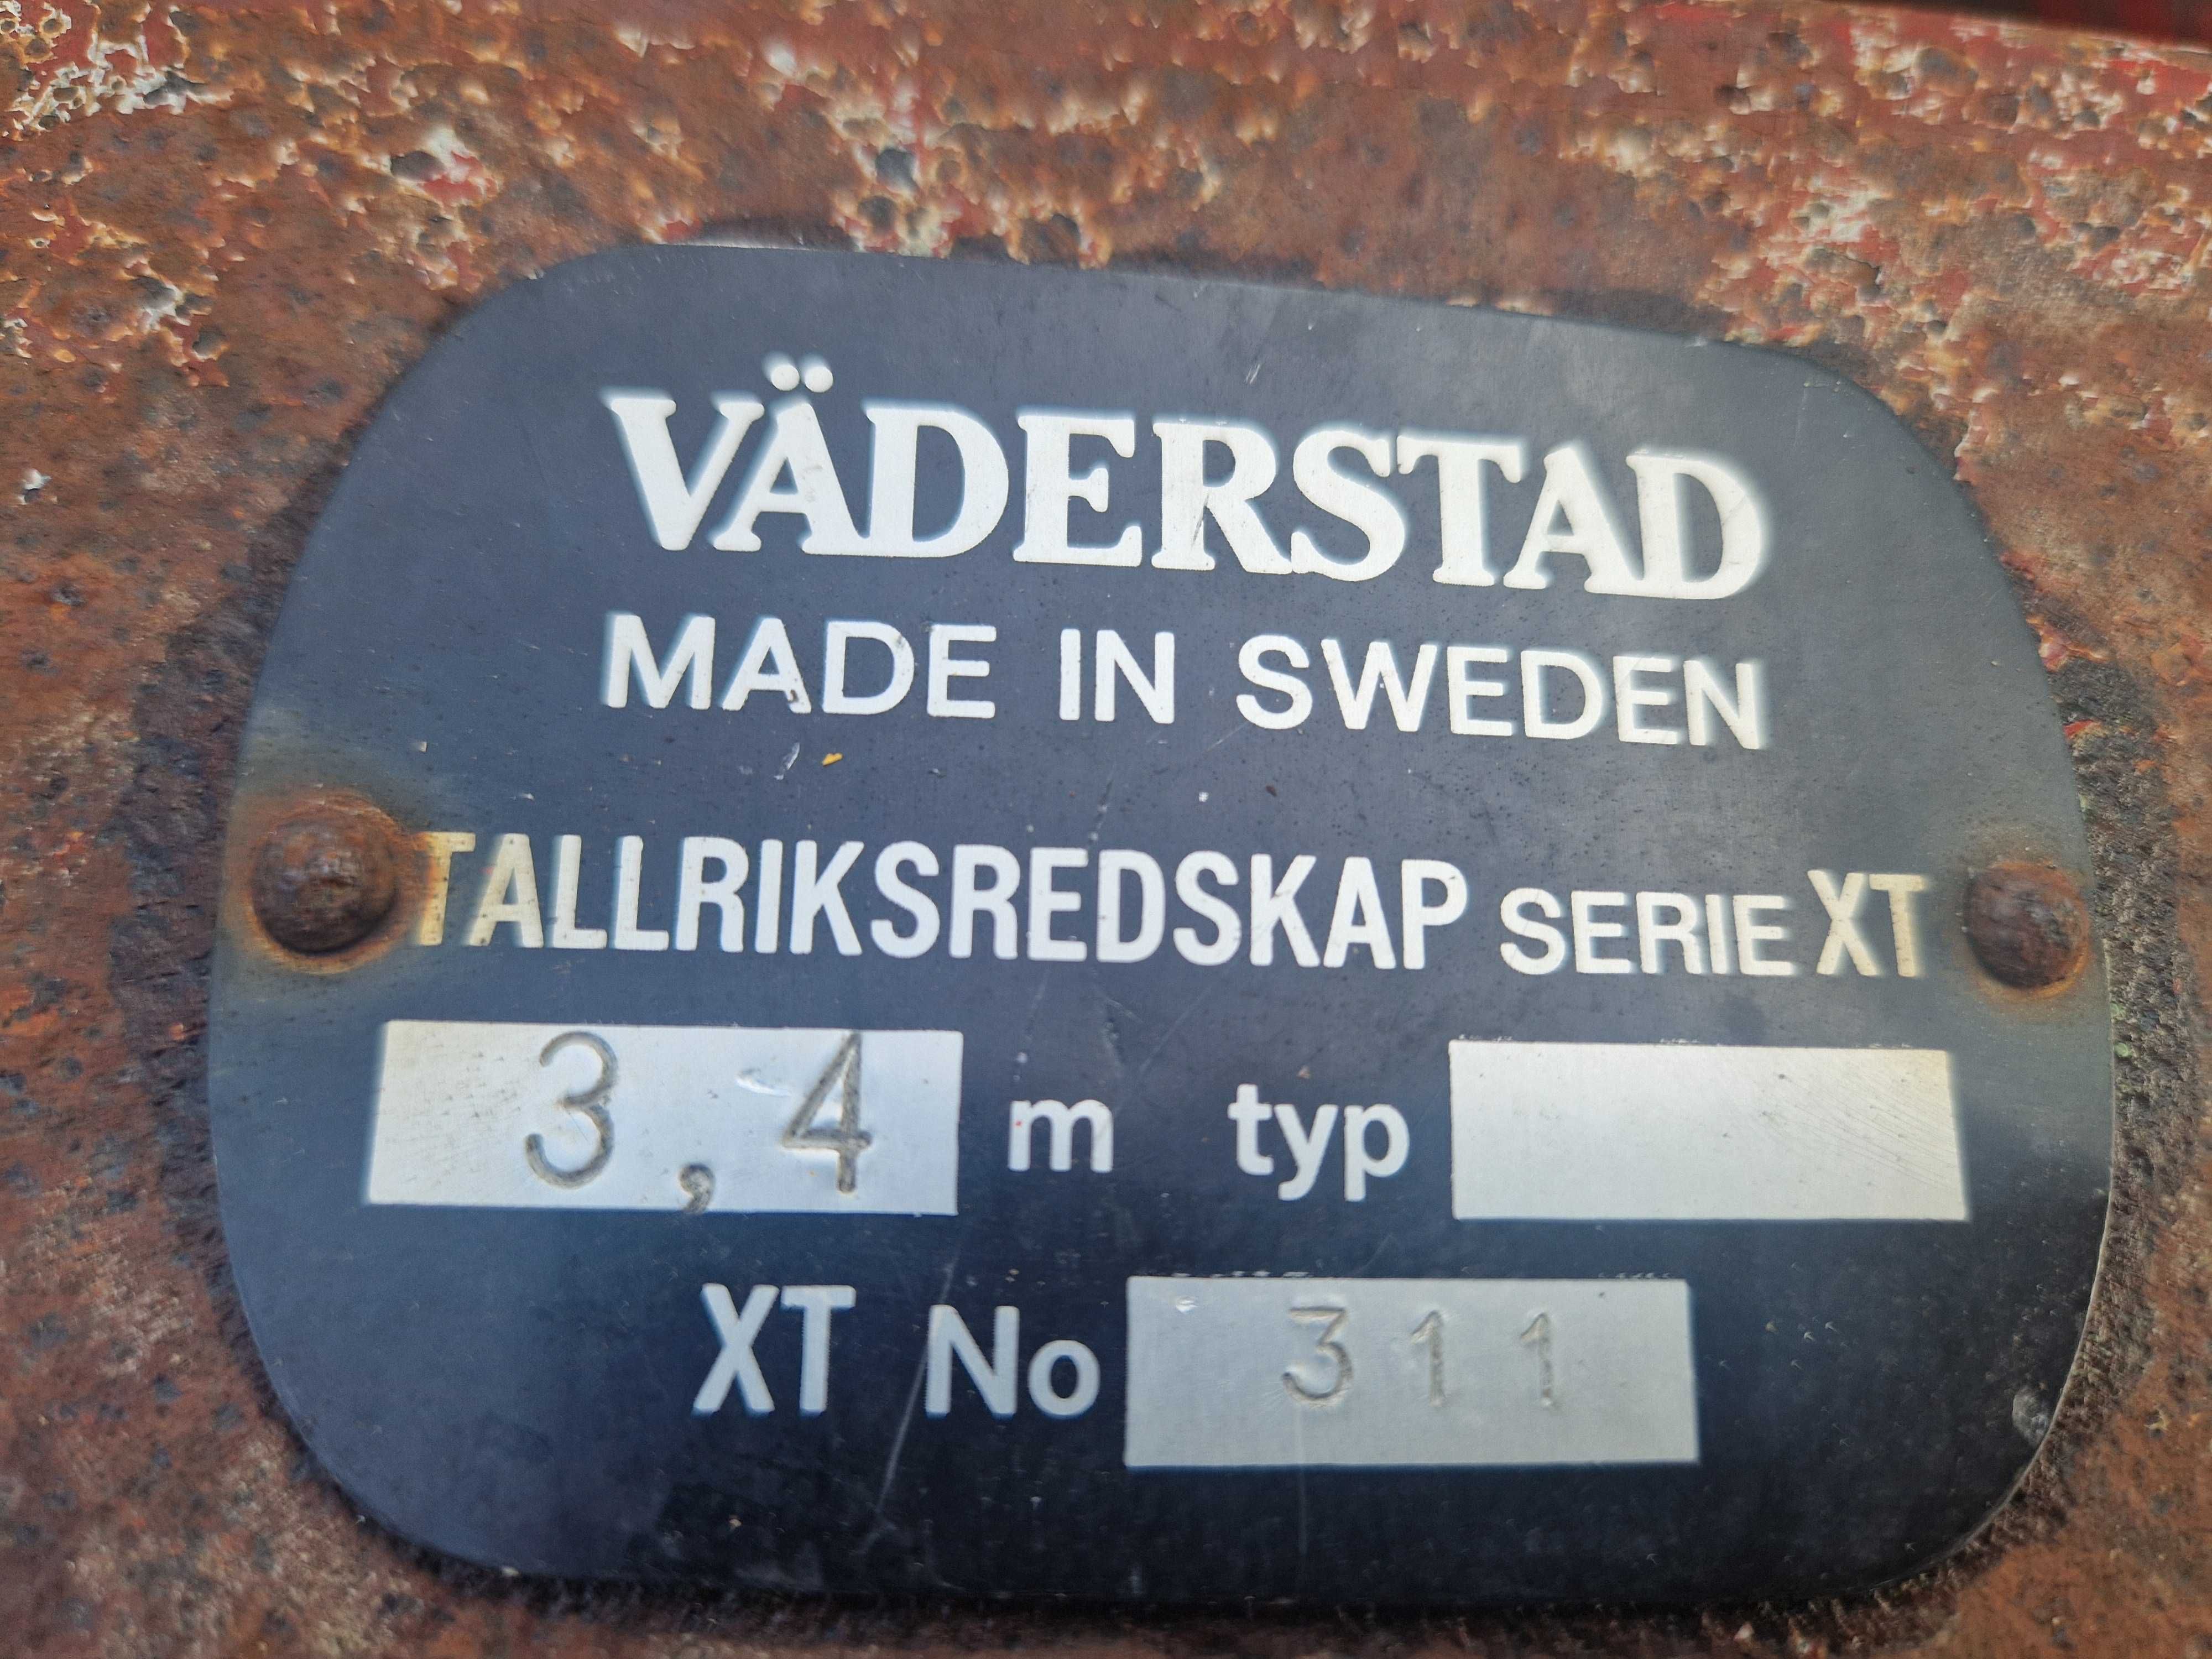 VÄDERSTAD
MADE IN SWEDEN
TALLRIKSREDSKAP SERIE XT
3,4 m typ
XT No 311